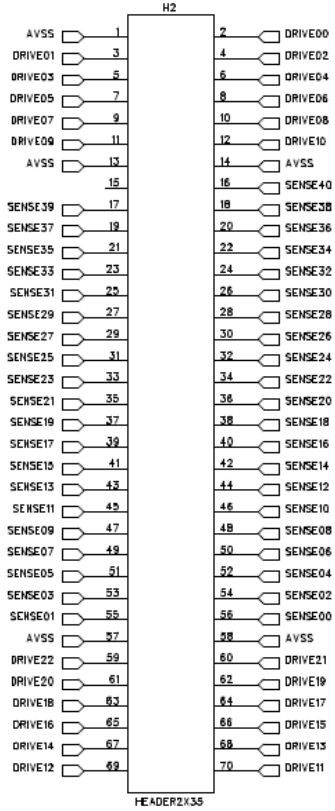 H2
AVSS 1 2 DRIVE00
DRIVE01 3 4 DRIVE02
DRIVE03 5 6 DRIVE04
DRIVE05 7 8 DRIVE06
DRIVE07 9 10 DRIVE08
DRIVE09 11 12 DRIVE10
AVSS 13 14 AVSS
15 16 SENSE40
SENSE39 17 18 SENSE38
SENSE37 19 20 SENSE36
SENSE35 21 22 SENSE34
SENSE33 23 24 SENSE32
SENSE31 25 26 SENSE30
SENSE29 27 28 SENSE28
SENSE27 29 30 SENSE26
SENSE25 31 32 SENSE24
SENSE23 33 34 SENSE22
SENSE21 35 36 SENSE20
SENSE19 37 38 SENSE18
SENSE17 39 40 SENSE16
SENSE15 41 42 SENSE14
SENSE13 43 44 SENSE12
SENSE11 45 46 SENSE10
SENSE09 47 48 SENSE08
SENSE07 49 50 SENSE06
SENSE05 51 52 SENSE04
SENSE03 53 54 SENSE02
SENSE01 55 56 SENSE00
AVSS 57 58 AVSS
DRIVE22 59 60 DRIVE21
DRIVE20 61 62 DRIVE19
DRIVE18 63 64 DRIVE17
DRIVE16 65 66 DRIVE15
DRIVE14 67 68 DRIVE13
DRIVE12 69 70 DRIVE11
HEADER2X35